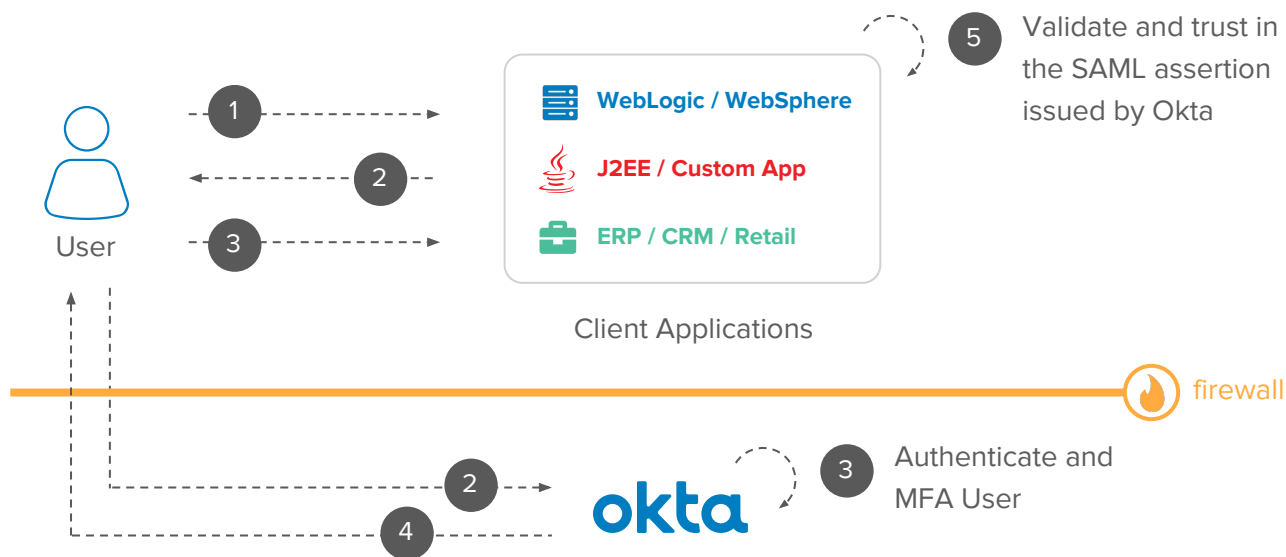 5
Validate and trust in
the SAML assertion
issued by Okta
WebLogic / WebSphere
1
J2EE / Custom App
2
ERP / CRM / Retail
3
User
Client Applications
firewall
2
3
Authenticate and
MFA User
okta
4